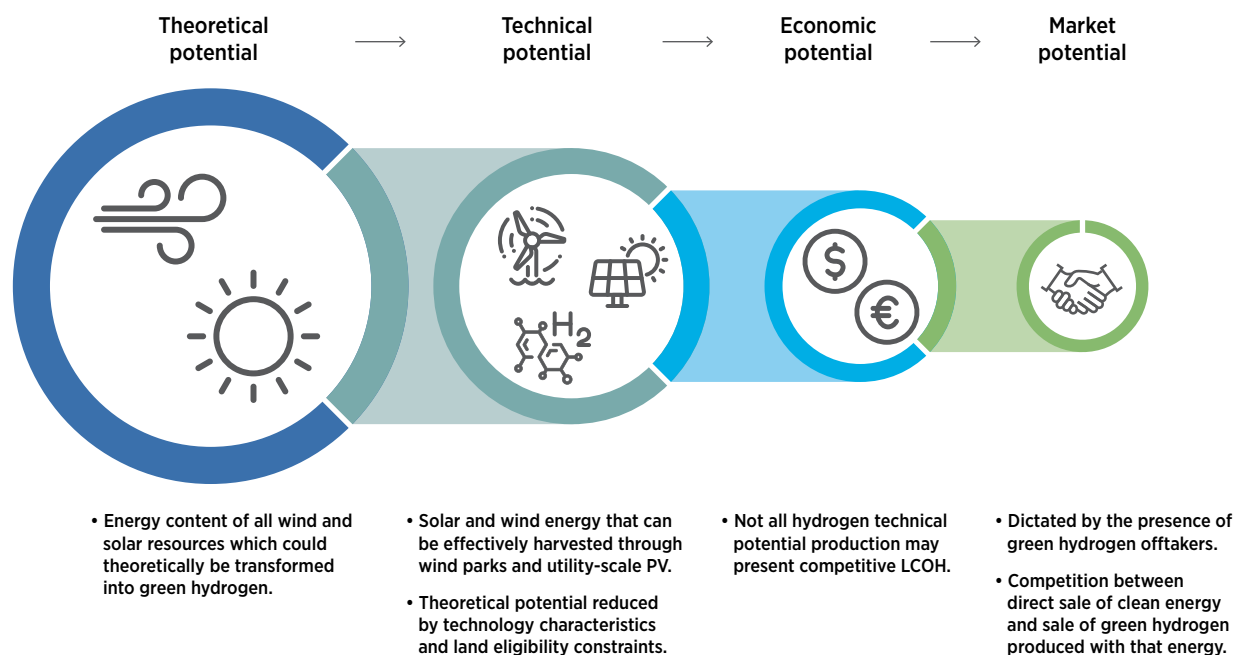 Theoretical
potential
Technical
potential
Economic
potential
Market
potential
H2
$
€
• Energy content of all wind and
solar resources which could
theoretically be transformed
into green hydrogen.
• Solar and wind energy that can
be effectively harvested through
wind parks and utility-scale PV.
• Theoretical potential reduced
by technology characteristics
and land eligibility constraints.
• Not all hydrogen technical
potential production may
present competitive LCOH.
• Dictated by the presence of
green hydrogen offtakers.
• Competition between
direct sale of clean energy
and sale of green hydrogen
produced with that energy.